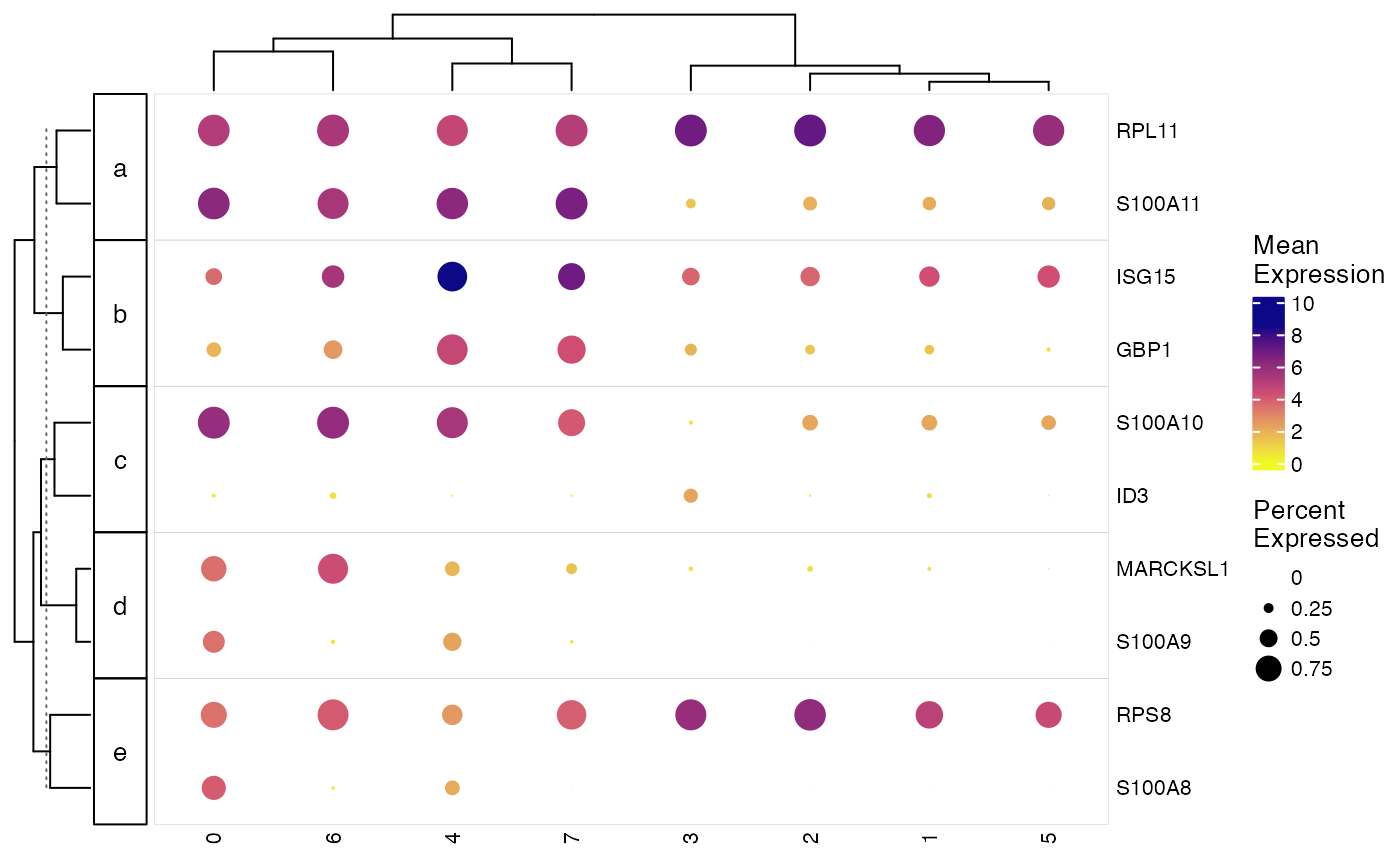 a
b
c
d
e
RPL11
S100A11
ISG15
GBP1
S100A10
ID3
MARCKSL1
S100A9
RPS8
S100A8
0
6
4
7
3
2
1
5
Mean
Expression
10
8
6
4
2
0
Percent
Expressed
0
0.25
0.5
0.75